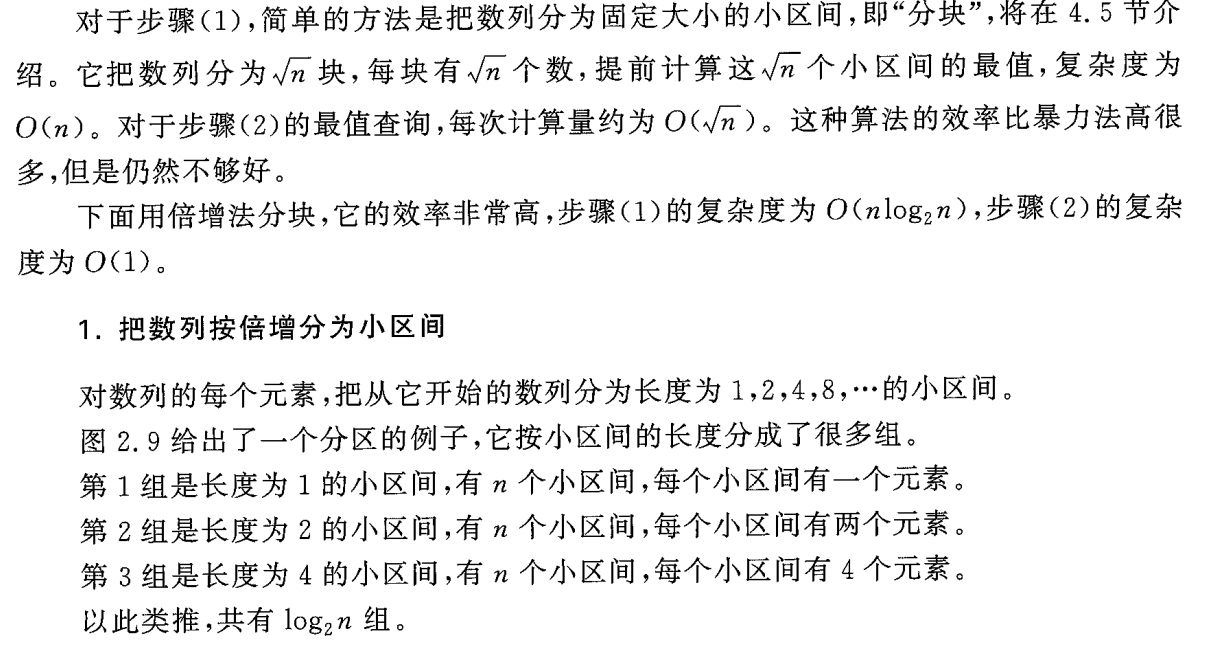 对于步骤(1),简单的方法是把数列分为固定大小的小区间,即“分块”,将在 4.5 节介
绍。它把数列分为√n 块,每块有√n 个数,提前计算这√n 个小区间的最值,复杂度为
O(n)。对于步骤(2)的最值查询,每次计算量约为 O(√n)。这种算法的效率比暴力法高很
多,但是仍然不够好。
下面用倍增法分块,它的效率非常高,步骤(1)的复杂度为 O(nlog₂n),步骤(2)的复杂
度为 O(1)。
1. 把数列按倍增分为小区间
对数列的每个元素,把从它开始的数列分为长度为 1,2,4,8,…的小区间。
图 2.9 给出了一个分区的例子,它按小区间的长度分成了很多组。
第 1 组是长度为 1 的小区间,有 n 个小区间,每个小区间有一个元素。
第 2 组是长度为 2 的小区间,有 n 个小区间,每个小区间有两个元素。
第 3 组是长度为 4 的小区间,有 n 个小区间,每个小区间有 4 个元素。
以此类推,共有 log₂n 组。